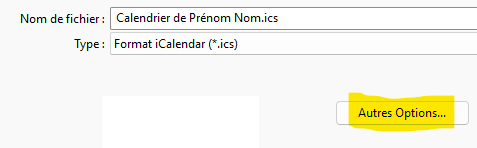 Nom de fichier : Calendrier de Prénom Nom.ics
Type : Format iCalendar (*.ics)
Autres Options...